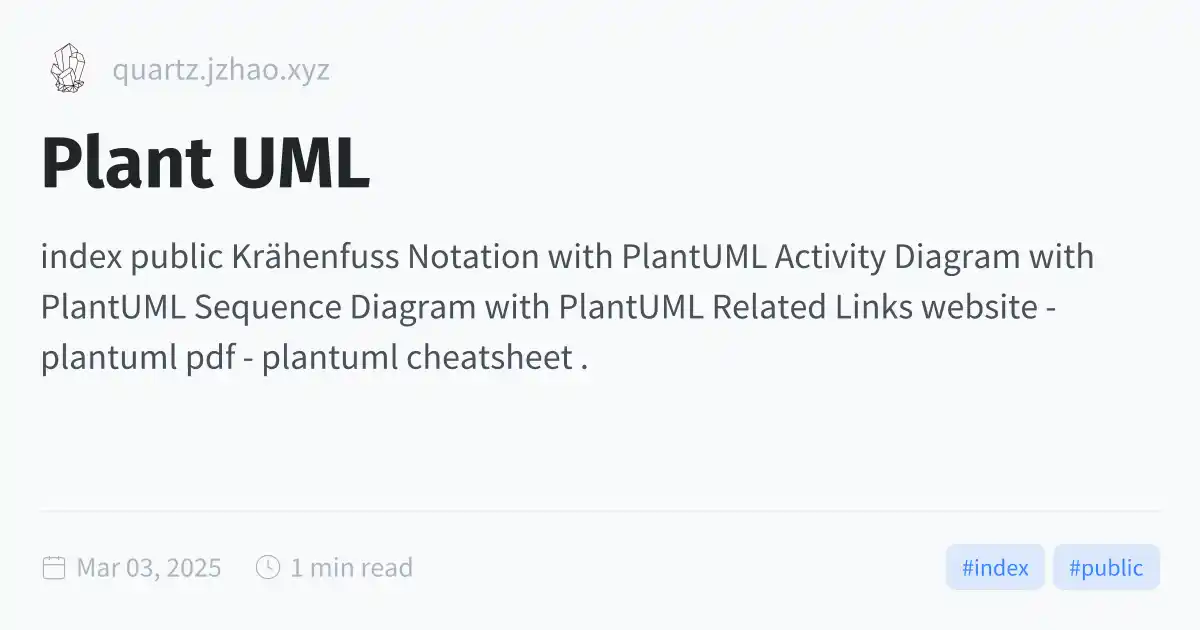 quartz.jzhao.xyz
Plant UML
index public Krähenfuss Notation with PlantUML Activity Diagram with
PlantUML Sequence Diagram with PlantUML Related Links website -
plantuml pdf - plantuml cheatsheet .
Mar 03, 2025 1 min read #index #public